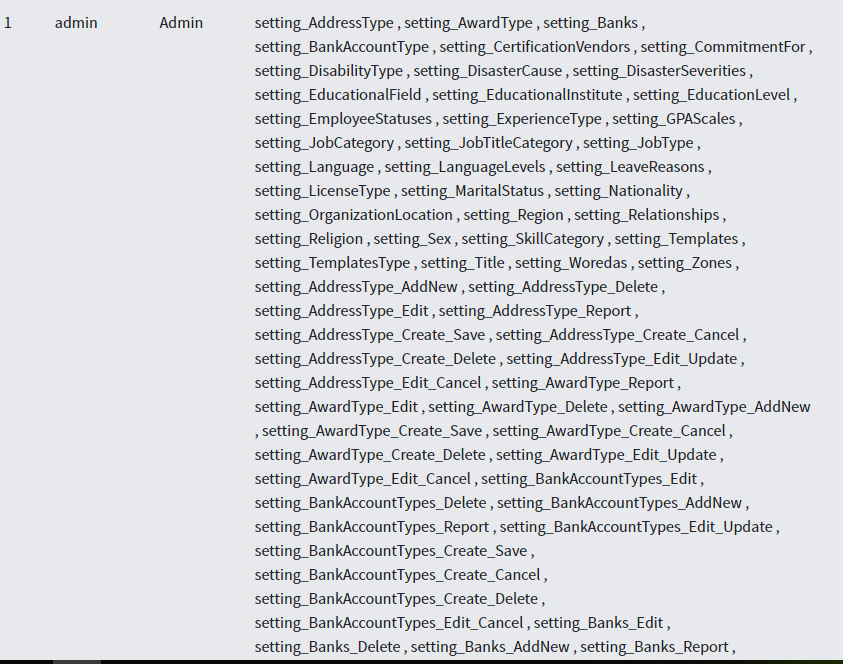 1 admin Admin setting_AddressType , setting_AwardType , setting_Banks ,
setting_BankAccountType , setting_CertificationVendors , setting_CommitmentFor ,
setting_DisabilityType , setting_DisasterCause , setting_DisasterSeverities ,
setting_EducationalField , setting_EducationalInstitute , setting_EducationLevel ,
setting_EmployeeStatuses , setting_ExperienceType , setting_GPAScales ,
setting_JobCategory , setting_JobTitleCategory , setting_JobType ,
setting_Language , setting_LanguageLevels , setting_LeaveReasons ,
setting_LicenseType , setting_MaritalStatus , setting_Nationality ,
setting_OrganizationLocation , setting_Region , setting_Relationships ,
setting_Religion , setting_Sex , setting_SkillCategory , setting_Templates ,
setting_TemplatesType , setting_Title , setting_Woredas , setting_Zones ,
setting_AddressType_AddNew , setting_AddressType_Delete ,
setting_AddressType_Edit , setting_AddressType_Report ,
setting_AddressType_Create_Save , setting_AddressType_Create_Cancel ,
setting_AddressType_Create_Delete , setting_AddressType_Edit_Update ,
setting_AddressType_Edit_Cancel , setting_AwardType_Report ,
setting_AwardType_Edit , setting_AwardType_Delete , setting_AwardType_AddNew
, setting_AwardType_Create_Save , setting_AwardType_Create_Cancel ,
setting_AwardType_Create_Delete , setting_AwardType_Edit_Update ,
setting_AwardType_Edit_Cancel , setting_BankAccountTypes_Edit ,
setting_BankAccountTypes_Delete , setting_BankAccountTypes_AddNew ,
setting_BankAccountTypes_Report , setting_BankAccountTypes_Edit_Update ,
setting_BankAccountTypes_Create_Save ,
setting_BankAccountTypes_Create_Cancel ,
setting_BankAccountTypes_Create_Delete ,
setting_BankAccountTypes_Edit_Cancel , setting_Banks_Edit ,
setting_Banks_Delete , setting_Banks_AddNew , setting_Banks_Report ,